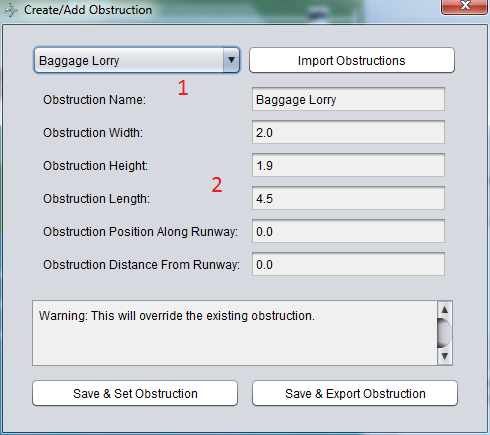 Create/Add Obstruction
Baggage Lorry Import Obstructions
1
Obstruction Name: Baggage Lorry
Obstruction Width: 2.0
Obstruction Height: 1.9
2
Obstruction Length: 4.5
Obstruction Position Along Runway: 0.0
Obstruction Distance From Runway: 0.0
Warning: This will override the existing obstruction.
Save & Set Obstruction Save & Export Obstruction